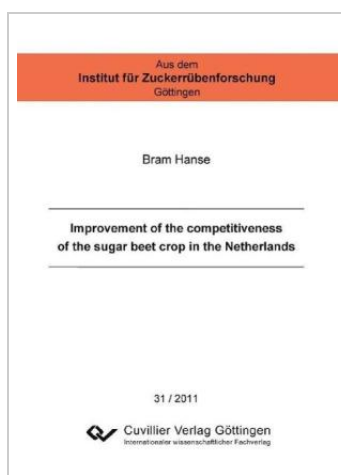 Aus dem
Institut für Zuckerrübenforschung
Göttingen
Bram Hanse
Improvement of the competitiveness
of the sugar beet crop in the Netherlands
31 / 2011
Cuvillier Verlag Göttingen
Internationaler wissenschaftlicher Fachverlag